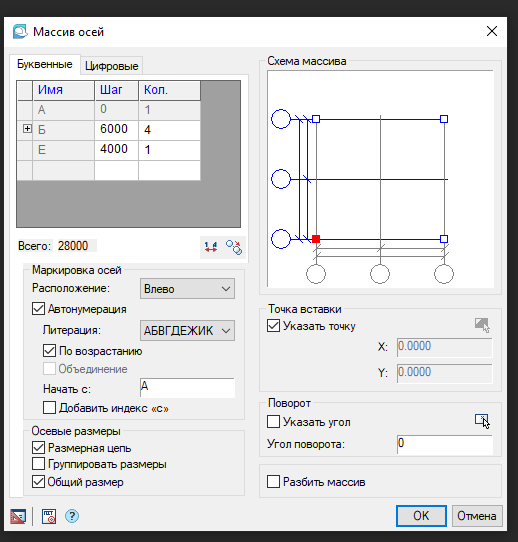 Массив осей
Буквенные Цифровые
Имя Шаг Кол.
А 0 1
Б 6000 4
Е 4000 1
Всего: 28000
Маркировка осей
Расположение: Влево
Автонумерация
Литерация: АБВГДЕЖИК
По возрастанию
Объединение
Начать с: А
Добавить индекс «с»
Осевые размеры
Размерная цепь
Группировать размеры
Общий размер
Схема массива
Точка вставки
Указать точку
X: 0.0000
Y: 0.0000
Поворот
Указать угол
Угол поворота: 0
Разбить массив
OK Отмена